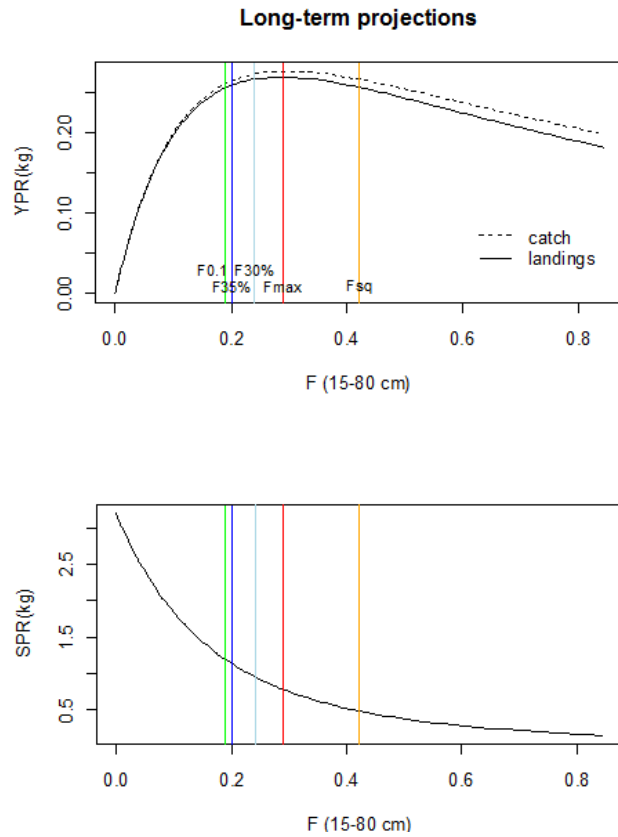 Long-term projections
YPR(kg)
0.20
0.10
0.00
catch
landings
F0.1 F30%
F35% Fmax Fsq
0.0 0.2 0.4 0.6 0.8
F (15-80 cm)
SPR(kg)
2.5
1.5
0.5
0.0 0.2 0.4 0.6 0.8
F (15-80 cm)